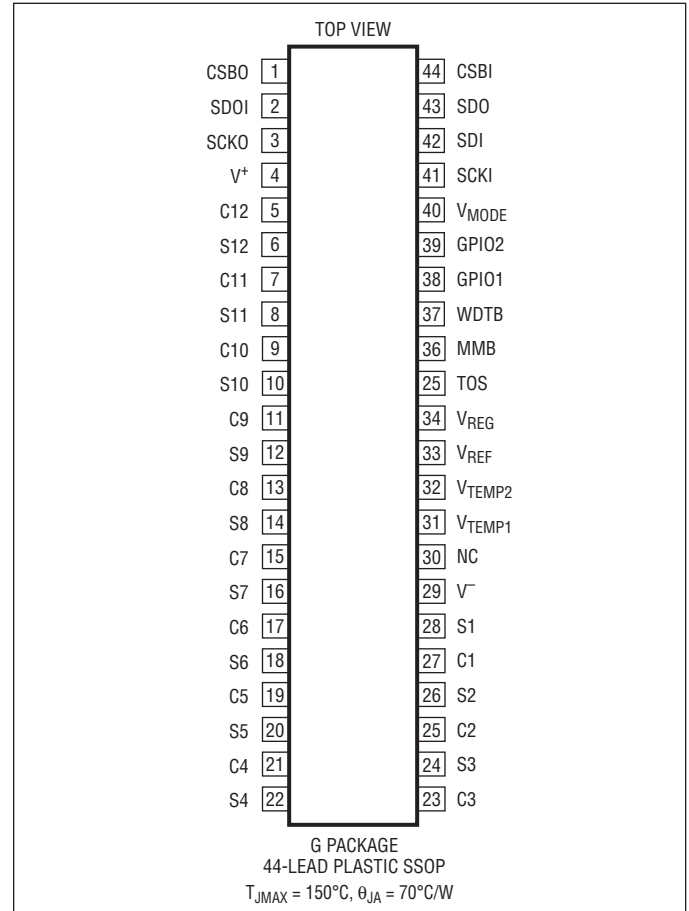 TOP VIEW
CSBO 1 44 CSBI
SDOI 2 43 SDO
SCKO 3 42 SDI
V+ 4 41 SCKI
C12 5 40 VMODE
S12 6 39 GPIO2
C11 7 38 GPIO1
S11 8 37 WDTB
C10 9 36 MMB
S10 10 25 TOS
C9 11 34 VREG
S9 12 33 VREF
C8 13 32 VTEMP2
S8 14 31 VTEMP1
C7 15 30 NC
S7 16 29 V–
C6 17 28 S1
S6 18 27 C1
C5 19 26 S2
S5 20 25 C2
C4 21 24 S3
S4 22 23 C3
G PACKAGE
44-LEAD PLASTIC SSOP
TJMAX = 150°C, θJA = 70°C/W